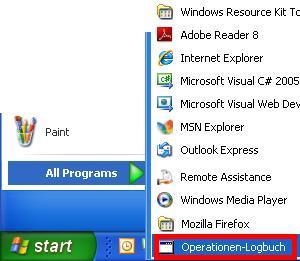 Windows Resource Kit To
Adobe Reader 8
Internet Explorer
Microsoft Visual C# 2005
Microsoft Visual Web Dev
MSN Explorer
Outlook Express
Remote Assistance
Windows Media Player
Mozilla Firefox
Operationen-Logbuch
Paint
All Programs
start